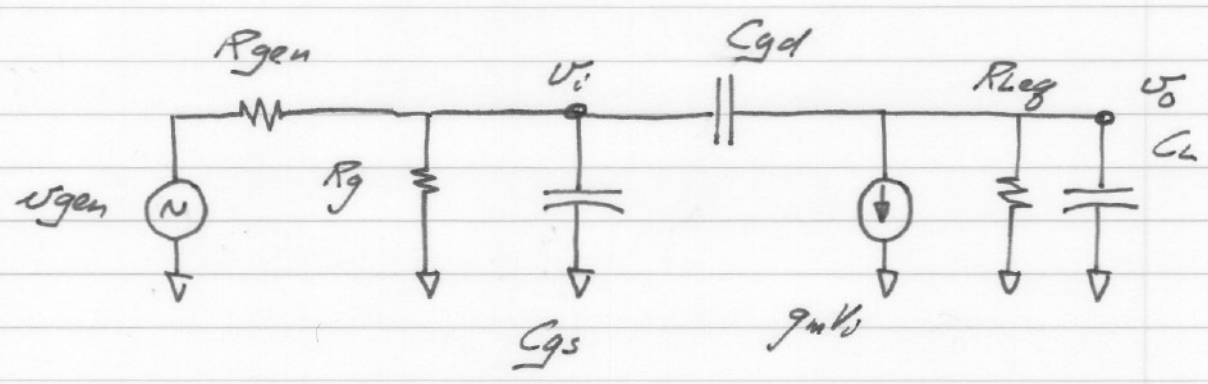 Rgen
Cgd
vi
RLeq
vo
CL
Rg
vgen
~
Cgs
gmVi